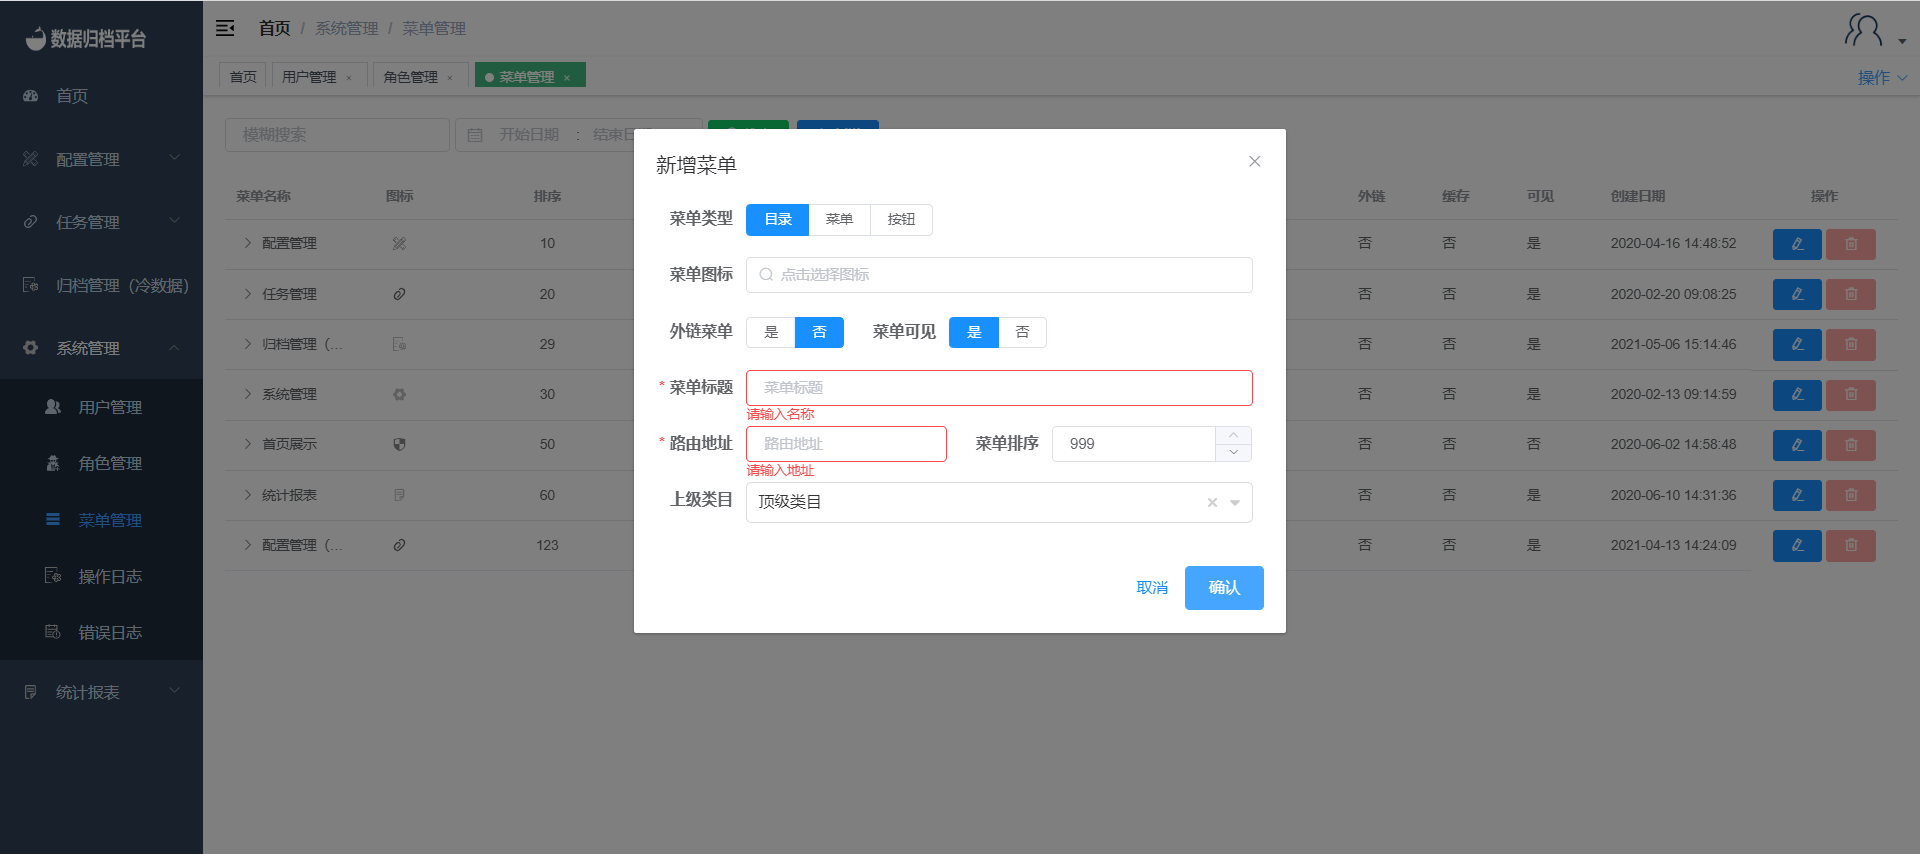 数据归档平台
首页
配置管理
任务管理
归档管理（冷数据）
系统管理
用户管理
角色管理
菜单管理
操作日志
错误日志
统计报表
首页 / 系统管理 / 菜单管理
首页 用户管理 × 角色管理 × 菜单管理 ×
操作
模糊搜索 开始日期 : 结束日
菜单名称 图标 排序 外链 缓存 可见 创建日期 操作
配置管理 10 否 否 是 2020-04-16 14:48:52
任务管理 20 否 否 是 2020-02-20 09:08:25
归档管理（... 29 否 否 是 2021-05-06 15:14:46
系统管理 30 否 否 是 2020-02-13 09:14:59
首页展示 50 否 否 是 2020-06-02 14:58:48
统计报表 60 否 否 是 2020-06-10 14:31:36
配置管理（... 123 否 否 是 2021-04-13 14:24:09
新增菜单
菜单类型 目录 菜单 按钮
菜单图标 点击选择图标
外链菜单 是 否 菜单可见 是 否
* 菜单标题 菜单标题
请输入名称
* 路由地址 路由地址 菜单排序 999
请输入地址
上级类目 顶级类目
取消 确认